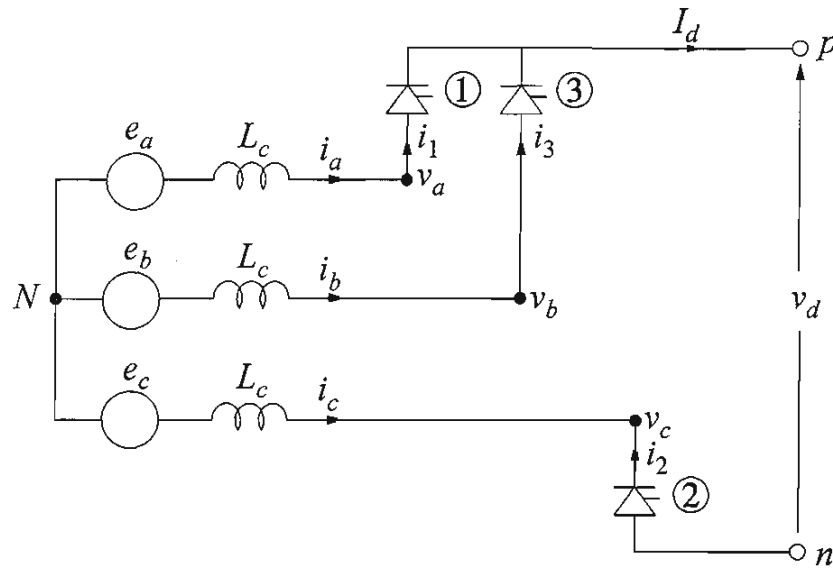 I_d
p
① ③
e_a L_c i_a i_1 i_3
v_a
e_b L_c i_b
N v_b v_d
e_c L_c i_c
v_c
i_2
②
n